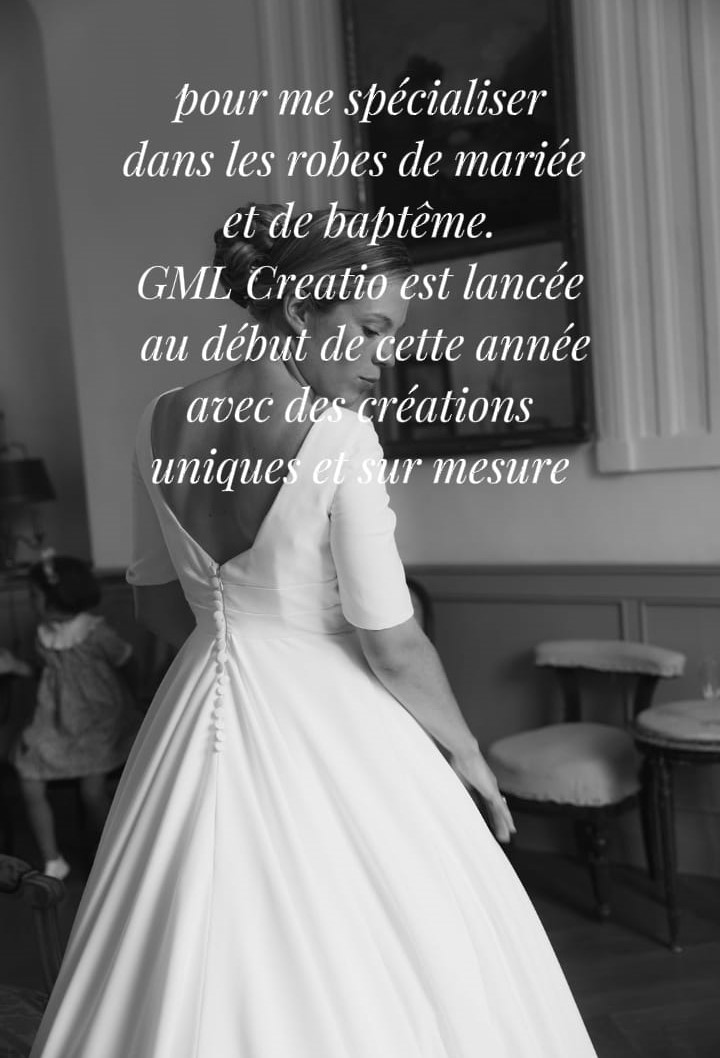 pour me spécialiser
dans les robes de mariée
et de baptême.
GML Creatio est lancée
au début de cette année
avec des créations
uniques et sur mesure